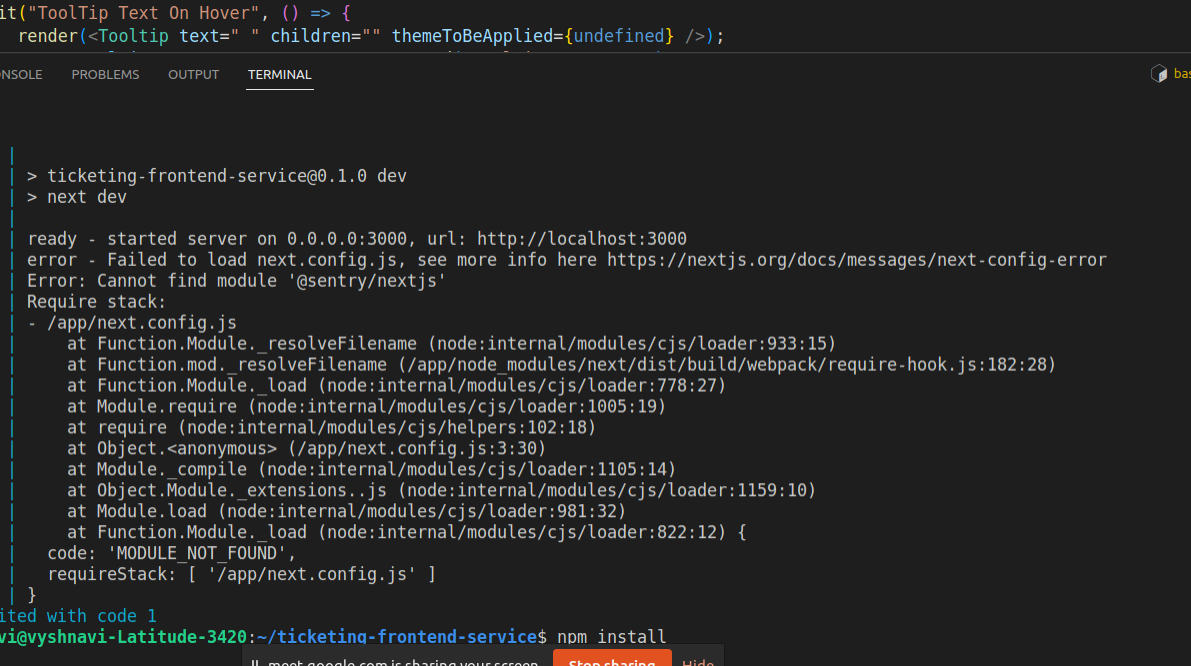 it("ToolTip Text On Hover", () => {
render(<Tooltip text=" " children="" themeToBeApplied={undefined} />);
NSOLE PROBLEMS OUTPUT TERMINAL bas
> ticketing-frontend-service@0.1.0 dev
> next dev
ready - started server on 0.0.0.0:3000, url: http://localhost:3000
error - Failed to load next.config.js, see more info here https://nextjs.org/docs/messages/next-config-error
Error: Cannot find module '@sentry/nextjs'
Require stack:
- /app/next.config.js
at Function.Module._resolveFilename (node:internal/modules/cjs/loader:933:15)
at Function.mod._resolveFilename (/app/node_modules/next/dist/build/webpack/require-hook.js:182:28)
at Function.Module._load (node:internal/modules/cjs/loader:778:27)
at Module.require (node:internal/modules/cjs/loader:1005:19)
at require (node:internal/modules/cjs/helpers:102:18)
at Object.<anonymous> (/app/next.config.js:3:30)
at Module._compile (node:internal/modules/cjs/loader:1105:14)
at Object.Module._extensions..js (node:internal/modules/cjs/loader:1159:10)
at Module.load (node:internal/modules/cjs/loader:981:32)
at Function.Module._load (node:internal/modules/cjs/loader:822:12) {
code: 'MODULE_NOT_FOUND',
requireStack: [ '/app/next.config.js' ]
}
ited with code 1
vi@vyshnavi-Latitude-3420:~/ticketing-frontend-service$ npm install
meet.google.com is sharing your screen. Stop sharing Hide